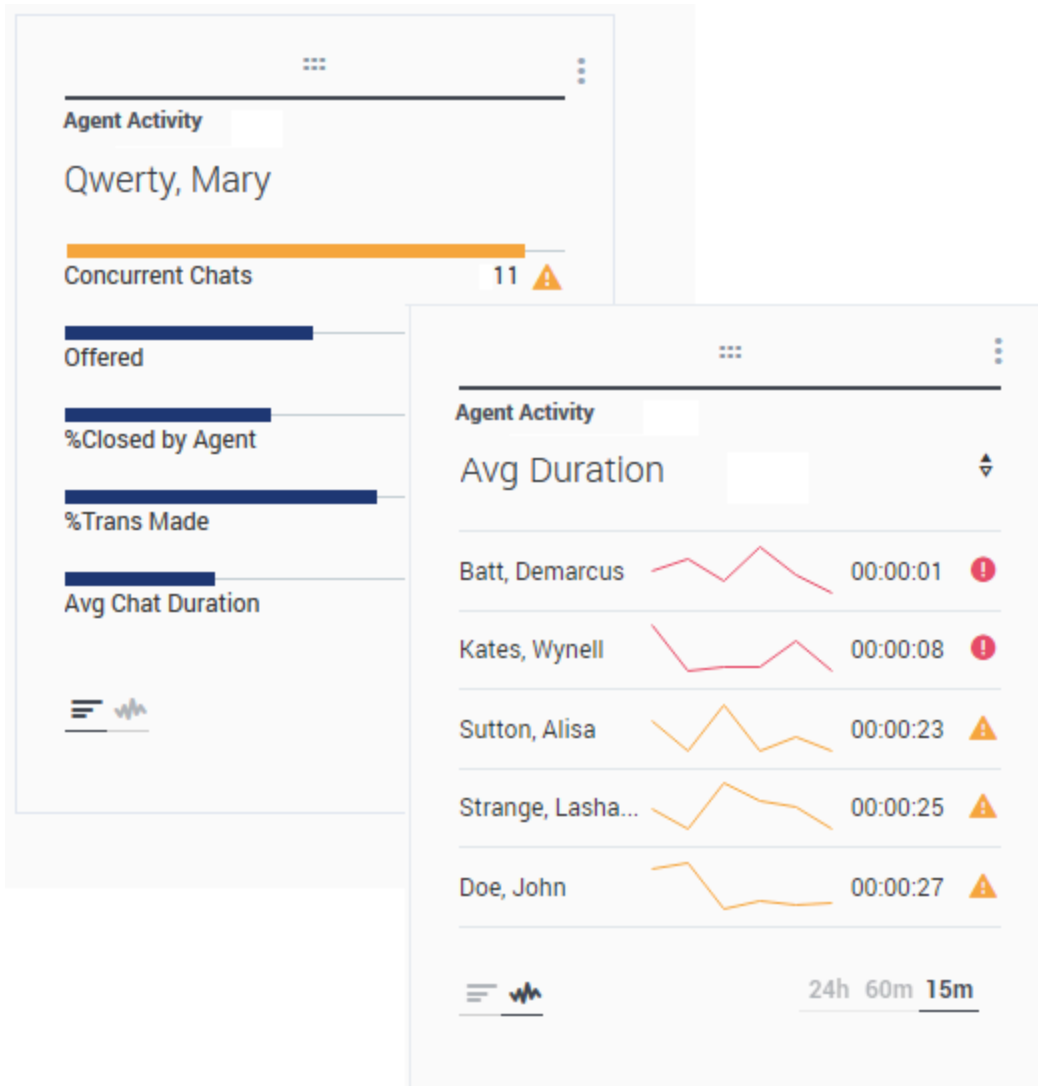 Agent Activity
Qwerty, Mary
Concurrent Chats 11
Offered
%Closed by Agent
%Trans Made
Avg Chat Duration
Agent Activity
Avg Duration
Batt, Demarcus 00:00:01
Kates, Wynell 00:00:08
Sutton, Alisa 00:00:23
Strange, Lasha... 00:00:25
Doe, John 00:00:27
24h 60m 15m